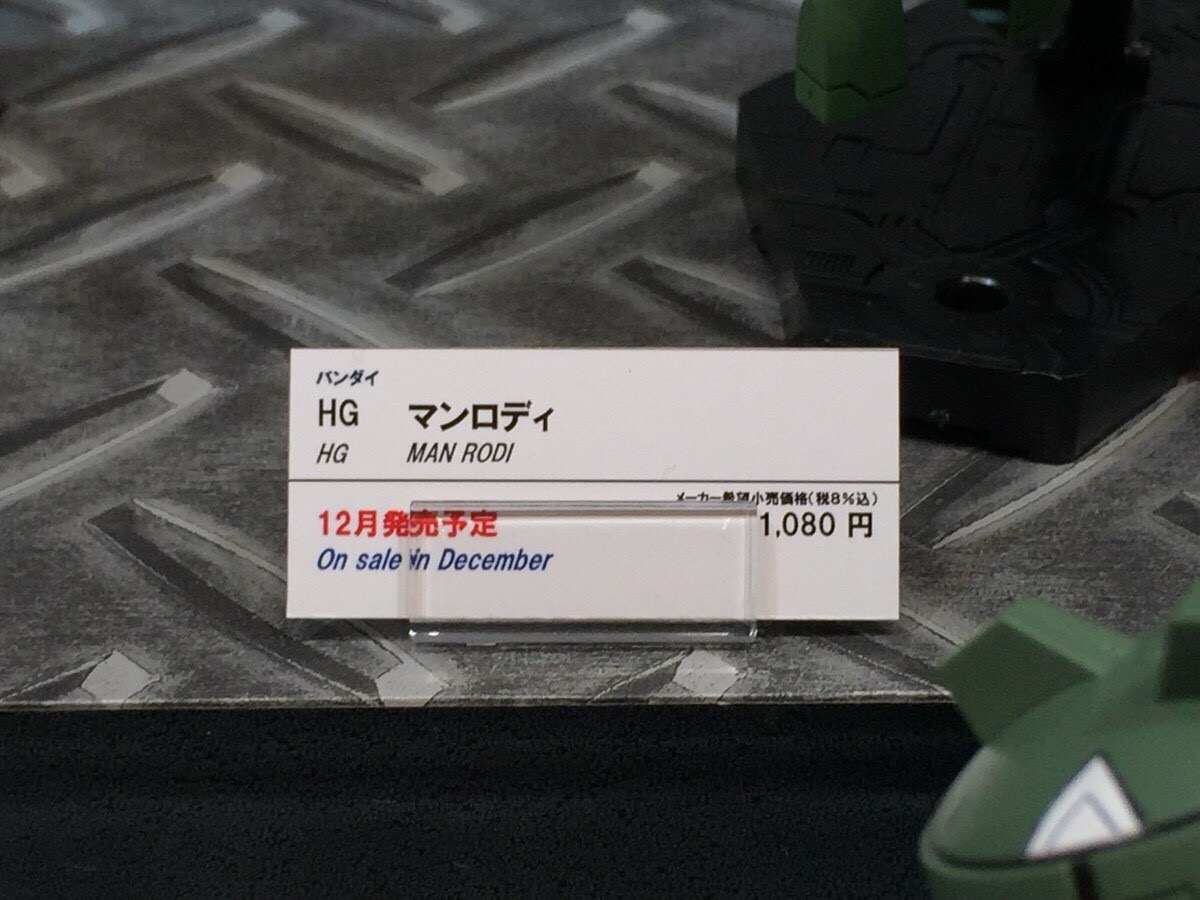 バンダイ
HG マンロディ
HG MAN RODI
メーカー希望小売価格(税8%込)
12月発売予定 1,080 円
On sale in December